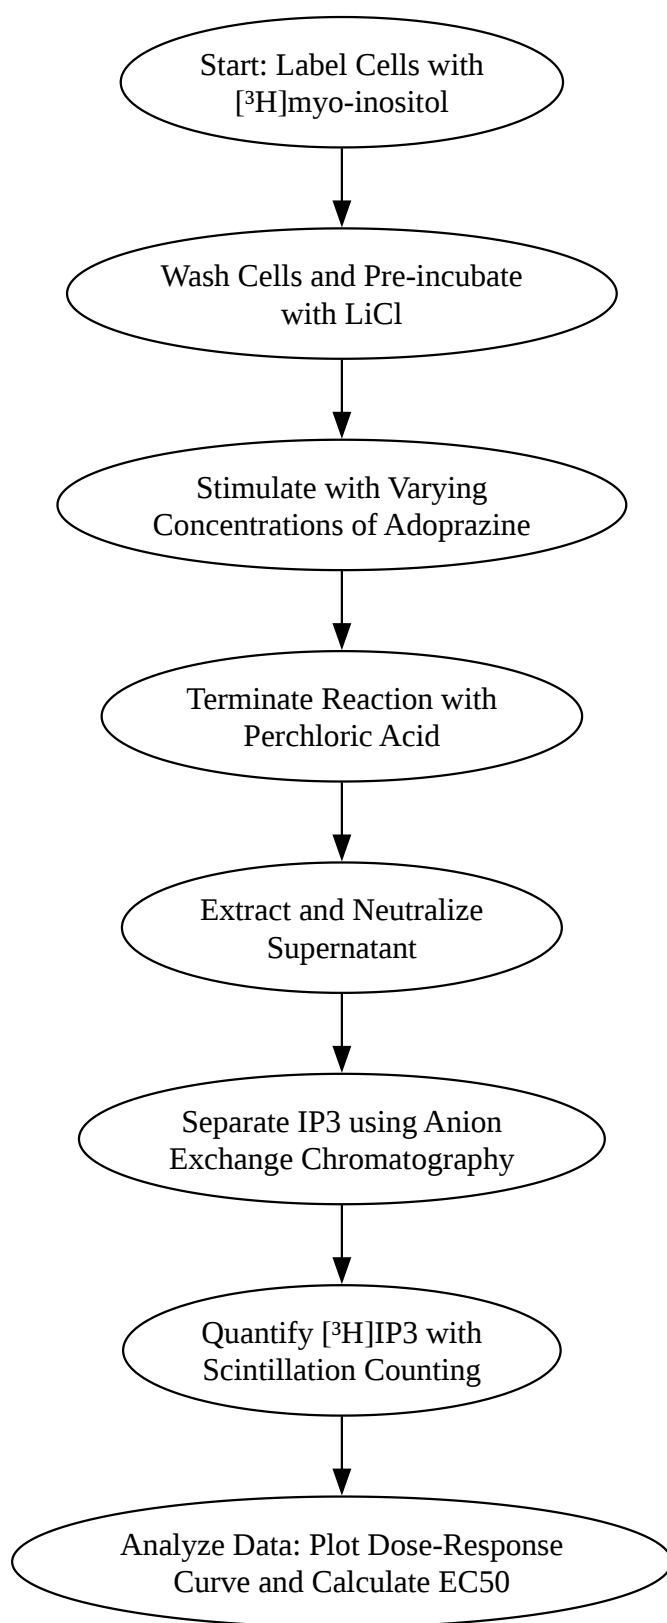 Start: Label Cells with
[³H]myo-inositol
Wash Cells and Pre-incubate
with LiCl
Stimulate with Varying
Concentrations of Adoprazine
Terminate Reaction with
Perchloric Acid
Extract and Neutralize
Supernatant
Separate IP3 using Anion
Exchange Chromatography
Quantify [³H]IP3 with
Scintillation Counting
Analyze Data: Plot Dose-Response
Curve and Calculate EC50